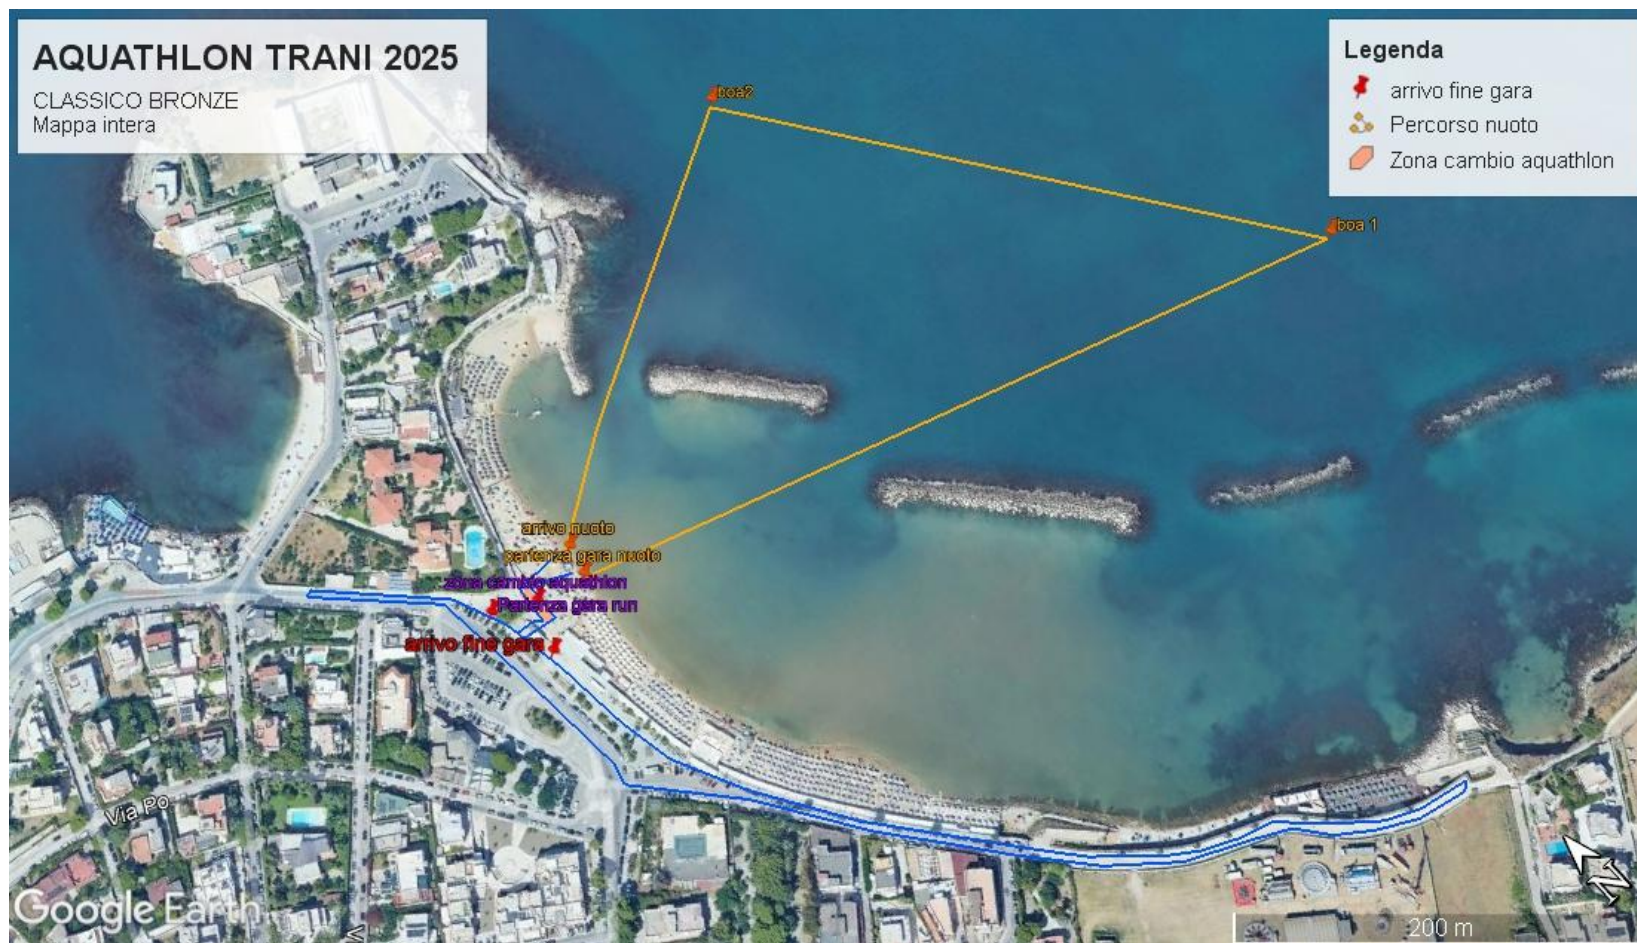 AQUATHLON TRANI 2025
CLASSICO BRONZE
Mappa intera
Legenda
arrivo fine gara
Percorso nuoto
Zona cambio aquathlon
boa2
boa 1
arrivo nuoto
partenza gara nuoto
zona cambio aquathlon
Partenza gara run
arrivo fine gara
Via Po
N
Google Earth
200 m